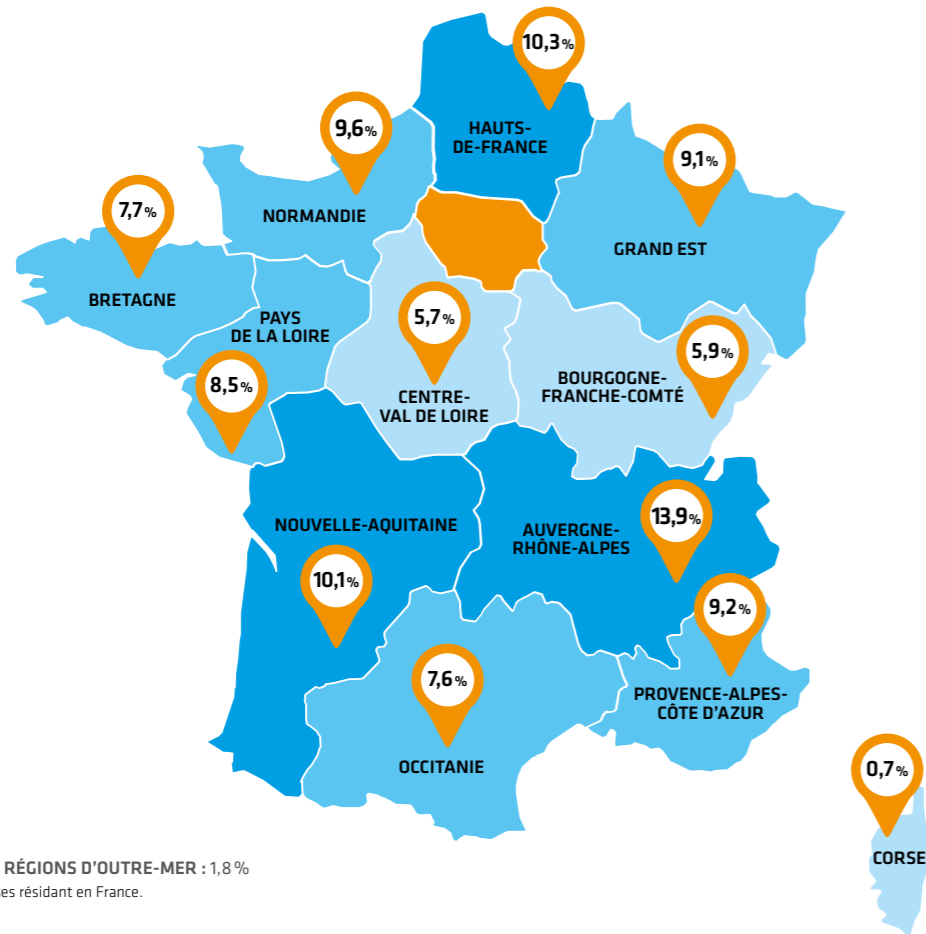 10,3 %
HAUTS-
DE-FRANCE
9,6 %
NORMANDIE
9,1 %
GRAND EST
7,7 %
BRETAGNE
PAYS
DE LA LOIRE
8,5 %
5,7 %
CENTRE-
VAL DE LOIRE
5,9 %
BOURGOGNE-
FRANCHE-COMTÉ
NOUVELLE-AQUITAINE
10,1 %
13,9 %
AUVERGNE-
RHÔNE-ALPES
9,2 %
PROVENCE-ALPES-
CÔTE D’AZUR
7,6 %
OCCITANIE
0,7 %
CORSE
RÉGIONS D’OUTRE-MER : 1,8 %
es résidant en France.